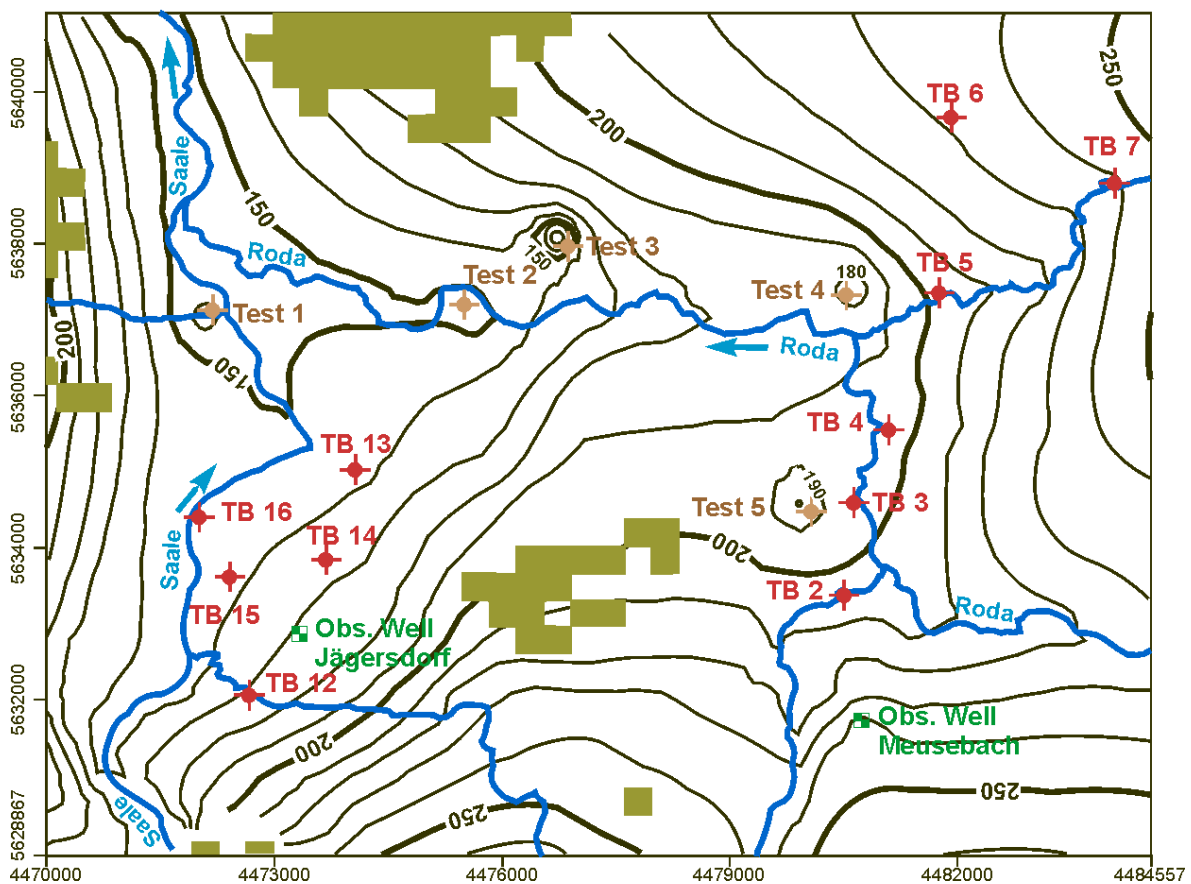 250
TB 6
5640000
200
TB 7
Saale
150
Roda
150
Test 3
180
TB 5
5638000
Test 2
Test 4
Test 1
Roda
200
150
5636000
TB 4
TB 13
190
Test 5
TB 3
TB 16
TB 14
200
5634000
Saale
TB 2
TB 15
Roda
Obs. Well
Jägersdorf
TB 12
5632000
Obs. Well
Meusebach
200
250
250
Saale
5628867
4470000
4473000
4476000
4479000
4482000
4484557